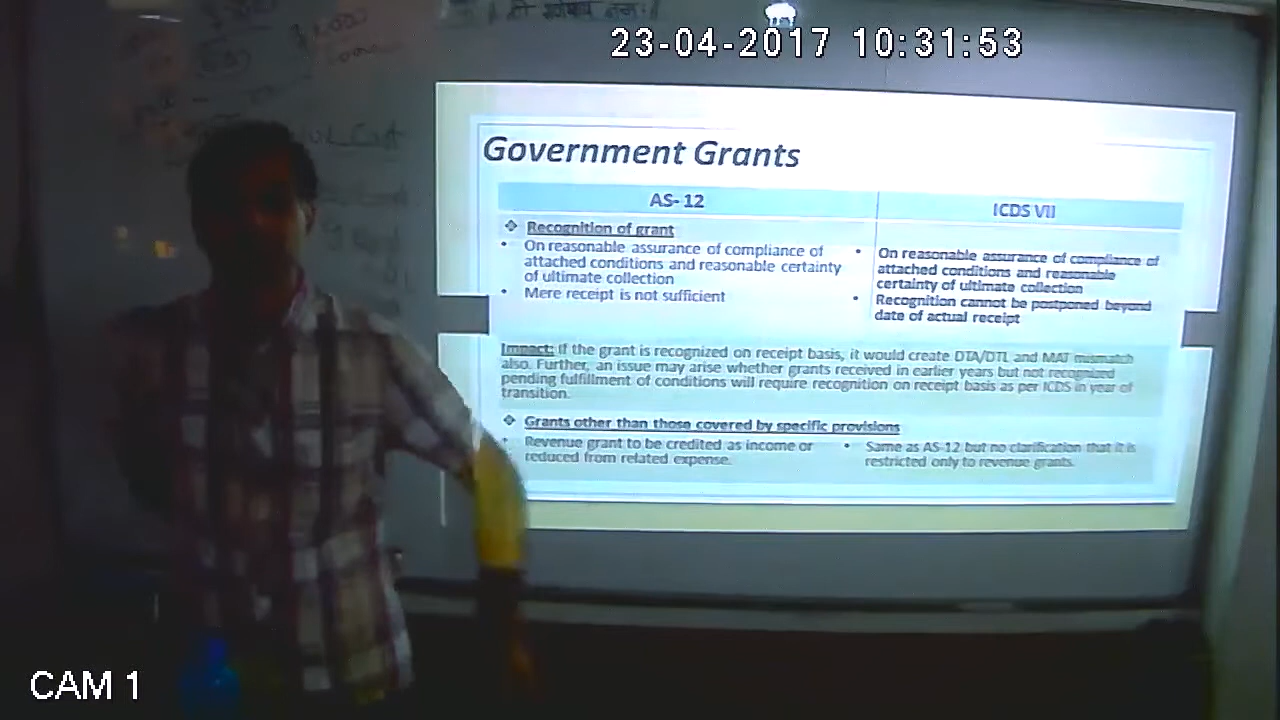 23-04-2017 10:31:53
Government Grants
AS-12
ICDS VII
❖ Recognition of grant
• On reasonable assurance of compliance of
attached conditions and reasonable certainty
of ultimate collection
• Mere receipt is not sufficient
• On reasonable assurance of compliance of
attached conditions and reasonable
certainty of ultimate collection
• Recognition cannot be postponed beyond
date of actual receipt
Impact: If the grant is recognized on receipt basis, it would create DTA/DTL and MAT mismatch
also. Further, an issue may arise whether grants received in earlier years but not recognized
pending fulfillment of conditions will require recognition on receipt basis as per ICDS in year of
transition.
❖ Grants other than those covered by specific provisions
• Revenue grant to be credited as income or
reduced from related expense.
• Same as AS-12 but no clarification that it is
restricted only to revenue grants.
CAM 1